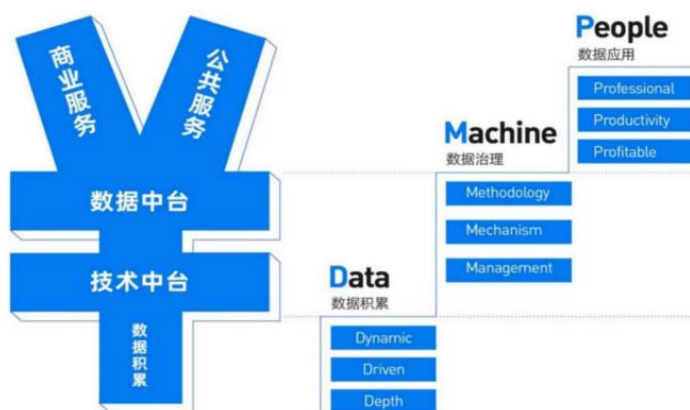 商业服务
公共服务
数据中台
技术中台
数据积累
People
数据应用
Professional
Productivity
Profitable
Machine
数据治理
Methodology
Mechanism
Management
Data
数据积累
Dynamic
Driven
Depth